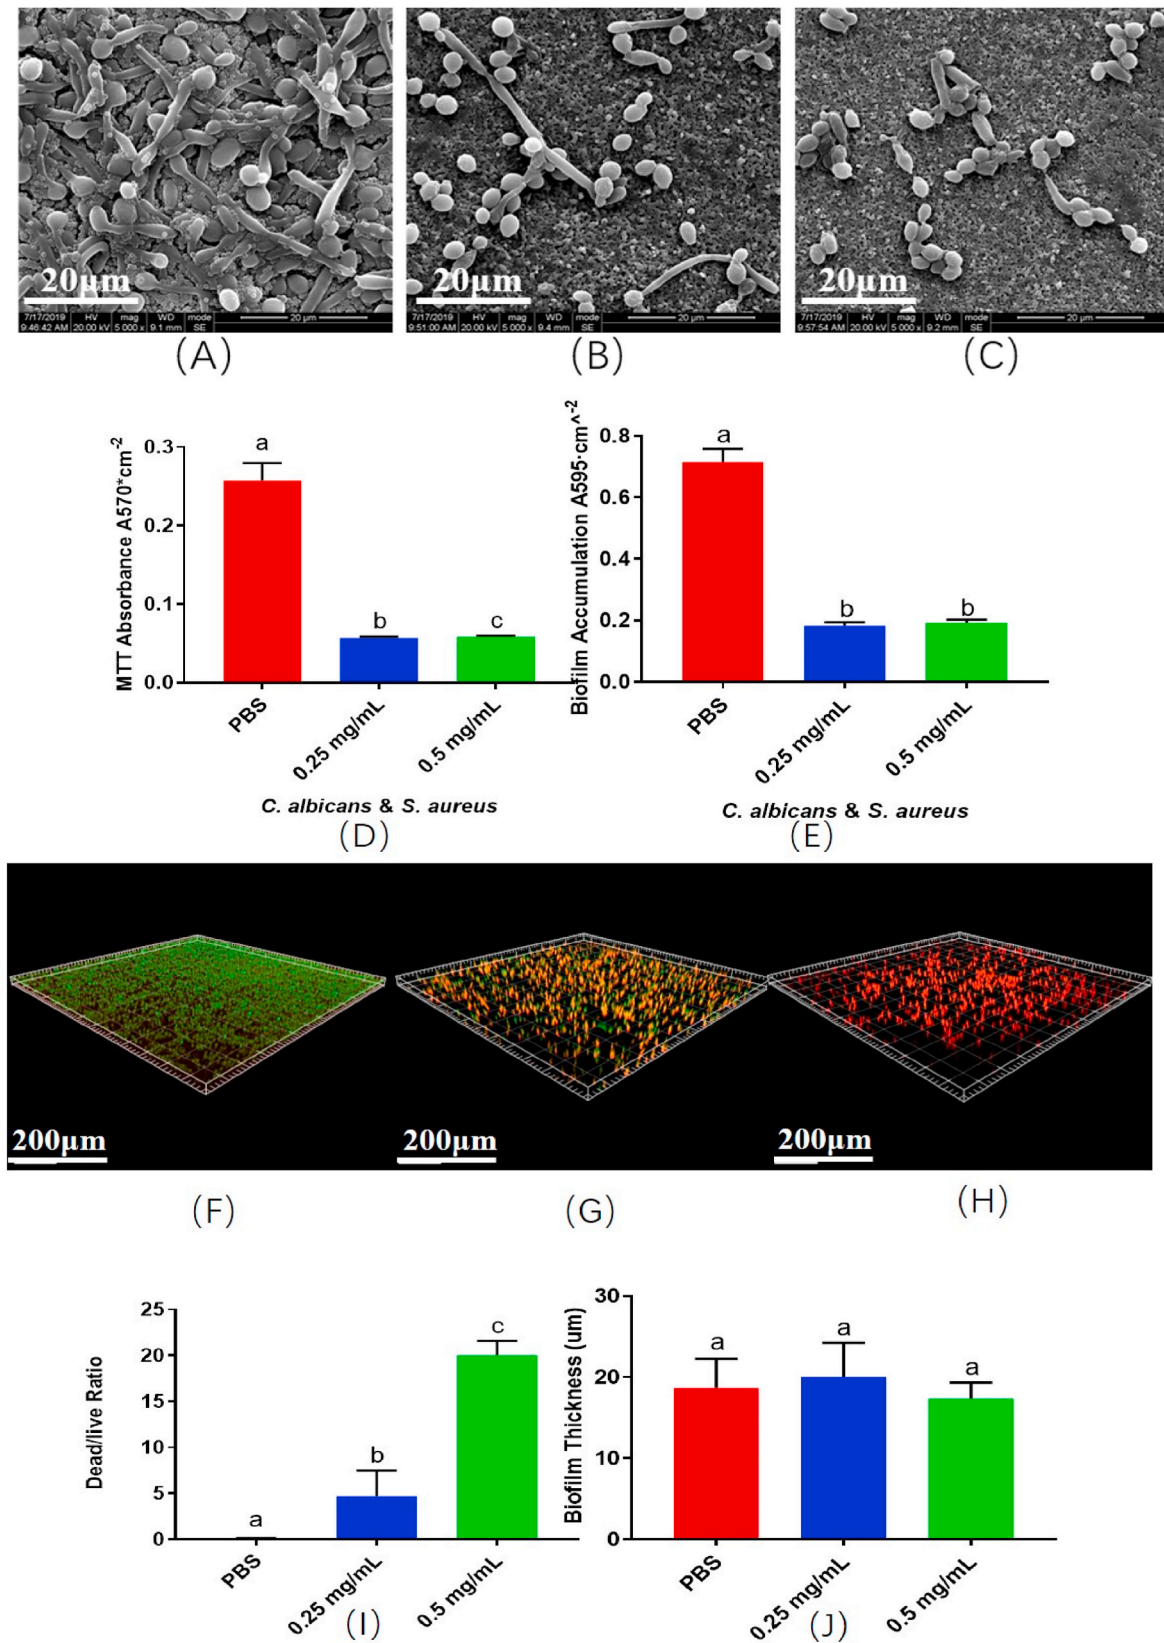 20μm
20μm
20μm
7/17/2019 HV mag WD mode 20 μm
9:46:42 AM 20.00 kV 5 000 x 9.1 mm SE
7/17/2019 HV mag WD mode 20 μm
9:51:00 AM 20.00 kV 5 000 x 9.4 mm SE
7/17/2019 HV mag WD mode 20 μm
9:57:54 AM 20.00 kV 5 000 x 9.2 mm SE
(A)
(B)
(C)
MTT Absorbance A570*cm-2
0.3
0.2
0.1
0.0
a
b
c
PBS
0.25 mg/mL
0.5 mg/mL
C. albicans & S. aureus
(D)
Biofilm Accumulation A595·cm^-2
0.8
0.6
0.4
0.2
0.0
a
b
b
PBS
0.25 mg/mL
0.5 mg/mL
C. albicans & S. aureus
(E)
200μm
200μm
200μm
(F)
(G)
(H)
Dead/live Ratio
25
20
15
10
5
0
a
b
c
PBS
0.25 mg/mL
0.5 mg/mL
(I)
Biofilm Thickness (um)
30
20
10
0
a
a
a
PBS
0.25 mg/mL
0.5 mg/mL
(J)